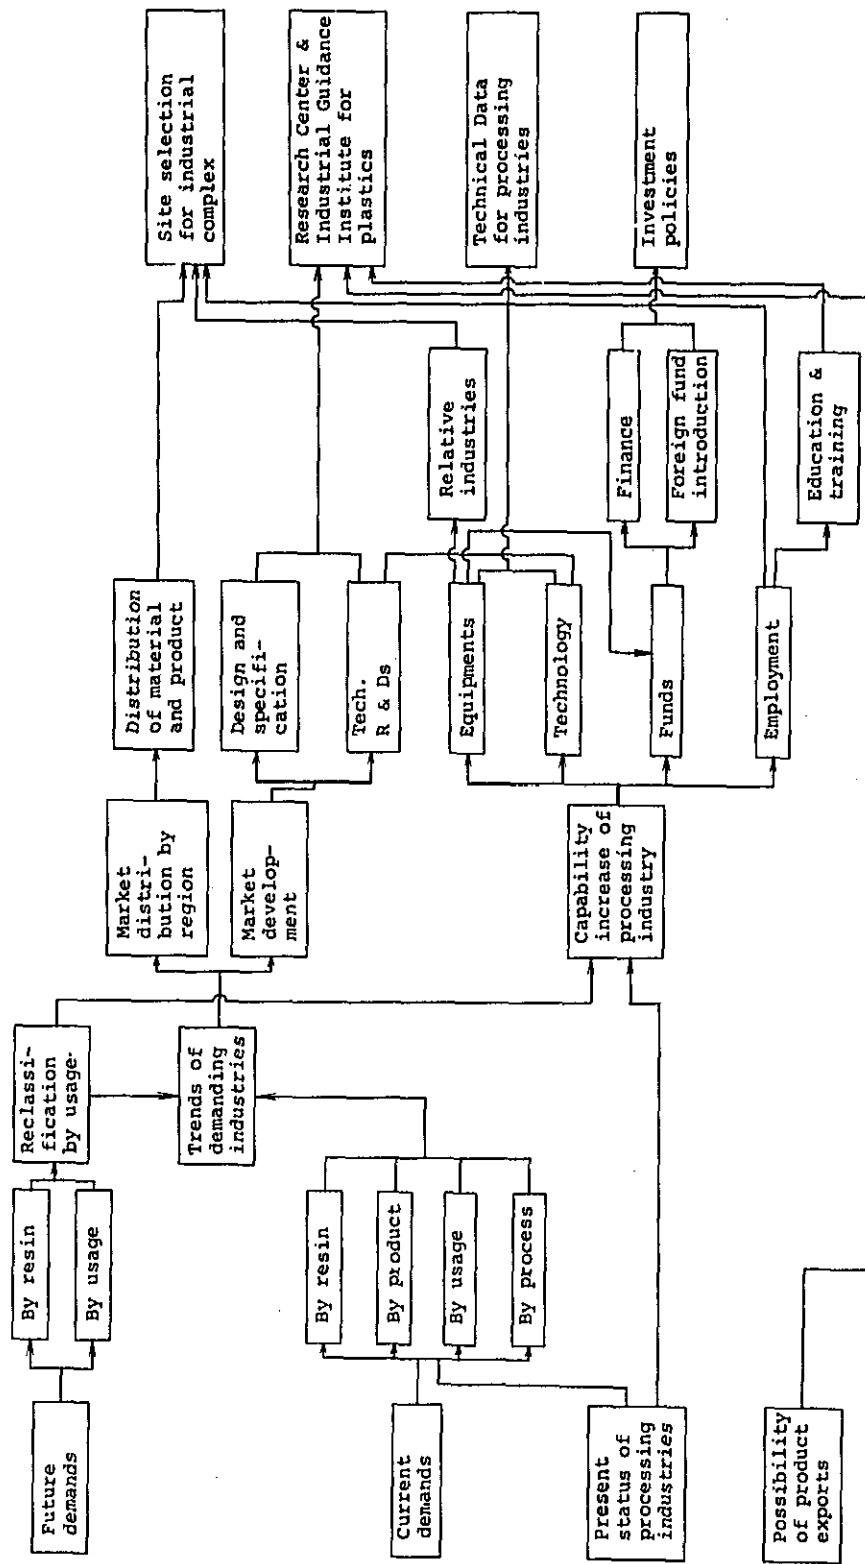 Future
demands
Current
demands
Present
status of
processing
industries
Possibility
of product
exports
By resin
By usage
By resin
By product
By usage
By process
Reclassi-
fication
by usage.
Trends of
demanding
industries
Market
distri-
bution by
region
Market
develop-
ment
Capability
increase of
processing
industry
Distribution
of material
and product
Design and
specifi-
cation
Tech.
R & Ds
Equipments
Technology
Funds
Employment
Relative
industries
Finance
Foreign fund
introduction
Education &
training
Site selection
for industrial
complex
Research Center &
Industrial Guidance
Institute for
plastics
Technical Data
for processing
industries
Investment
policies